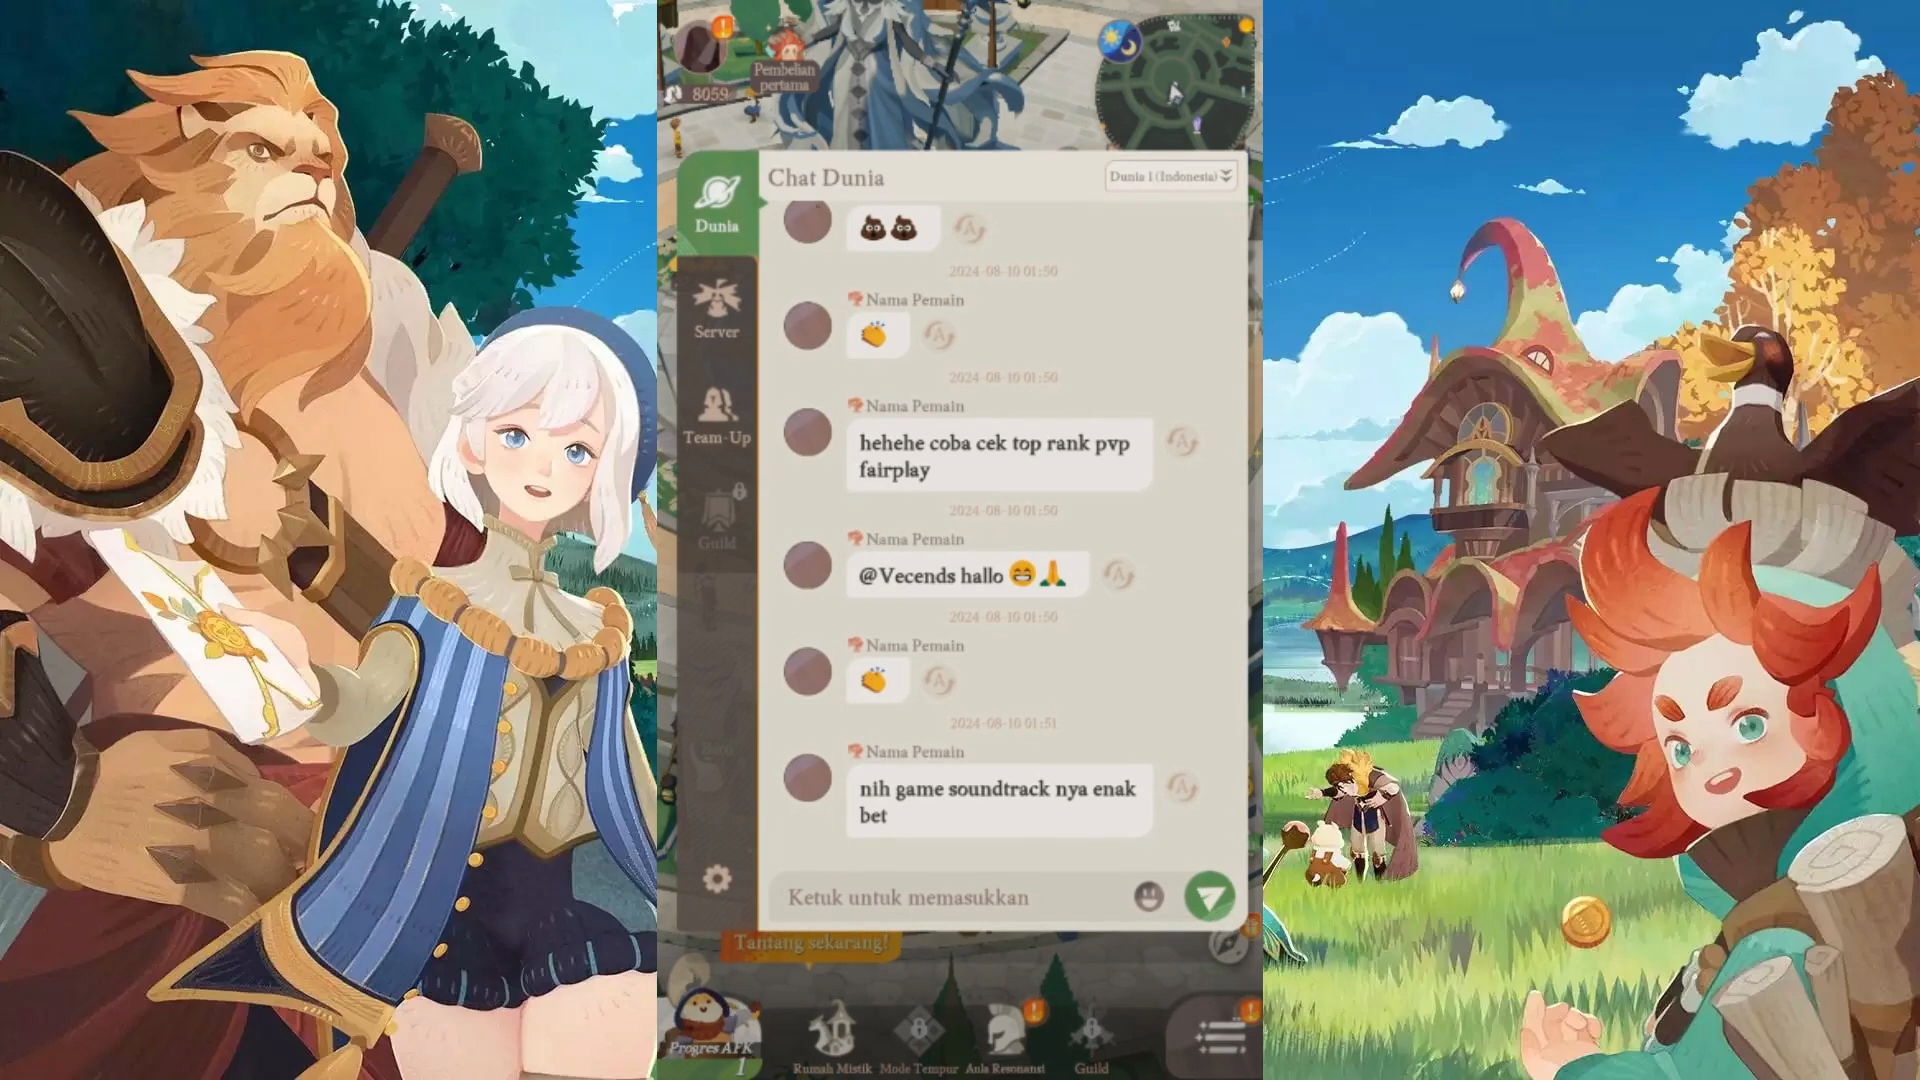 Pembelian
pertama
8059
Dunia
Server
Team-Up
Guild
Chat Dunia
Dunia 1 (Indonesia)
💩💩
2024-08-10 01:50
Nama Pemain
👏
2024-08-10 01:50
Nama Pemain
hehehe coba cek top rank pvp
fairplay
2024-08-10 01:50
Nama Pemain
@Vecends hallo 😁🙏
2024-08-10 01:50
Nama Pemain
👏
2024-08-10 01:51
Nama Pemain
nih game soundtrack nya enak
bet
Ketuk untuk memasukkan
Tantang sekarang!
Progres AFK
1
Rumah Mistik
Mode Tempur
Aula Resonansi
Guild